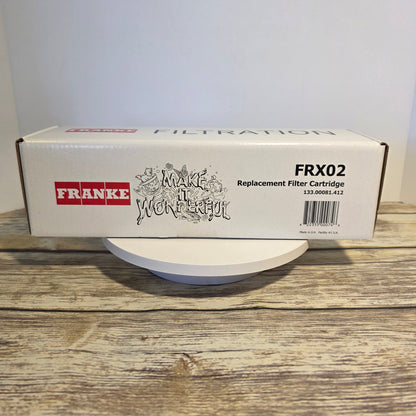 FRANKE FILTRATION
FRANKE
MAKE
IT
WONDERFUL
FRX02
Replacement Filter Cartridge
133.00081.412